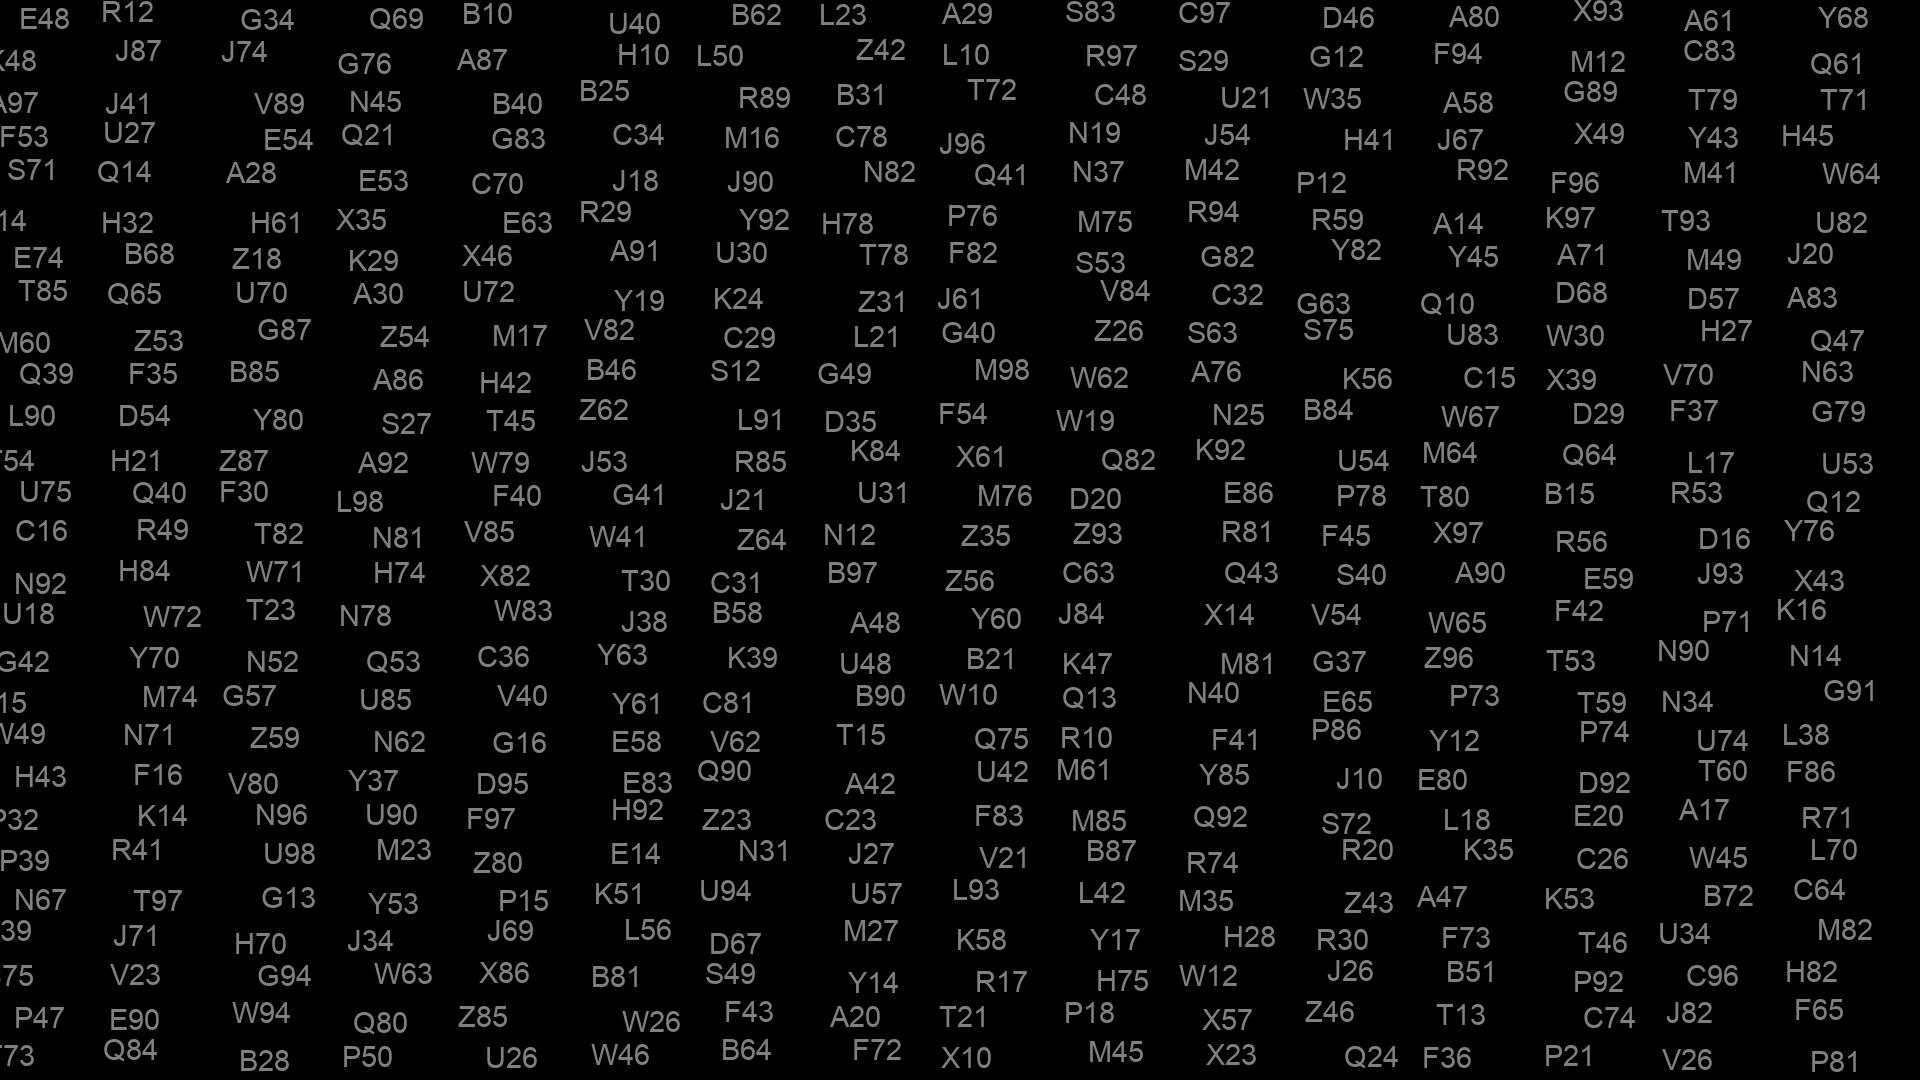 E48 R12 G34 Q69 B10 U40 B62 L23 A29 S83 C97 D46 A80 X93 A61 Y68
K48 J87 J74 G76 A87 H10 L50 Z42 L10 R97 S29 G12 F94 M12 C83 Q61
A97 J41 V89 N45 B40 B25 R89 B31 T72 C48 U21 W35 A58 G89 T79 T71
F53 U27 E54 Q21 G83 C34 M16 C78 J96 N19 J54 H41 J67 X49 Y43 H45
S71 Q14 A28 E53 C70 J18 J90 N82 Q41 N37 M42 P12 R92 F96 M41 W64
14 H32 H61 X35 E63 R29 Y92 H78 P76 M75 R94 R59 A14 K97 T93 U82
E74 B68 Z18 K29 X46 A91 U30 T78 F82 S53 G82 Y82 Y45 A71 M49 J20
T85 Q65 U70 A30 U72 Y19 K24 Z31 J61 V84 C32 G63 Q10 D68 D57 A83
M60 Z53 G87 Z54 M17 V82 C29 L21 G40 Z26 S63 S75 U83 W30 H27 Q47
Q39 F35 B85 A86 H42 B46 S12 G49 M98 W62 A76 K56 C15 X39 V70 N63
L90 D54 Y80 S27 T45 Z62 L91 D35 F54 W19 N25 B84 W67 D29 F37 G79
54 H21 Z87 A92 W79 J53 R85 K84 X61 Q82 K92 U54 M64 Q64 L17 U53
U75 Q40 F30 L98 F40 G41 J21 U31 M76 D20 E86 P78 T80 B15 R53 Q12
C16 R49 T82 N81 V85 W41 Z64 N12 Z35 Z93 R81 F45 X97 R56 D16 Y76
N92 H84 W71 H74 X82 T30 C31 B97 Z56 C63 Q43 S40 A90 E59 J93 X43
U18 W72 T23 N78 W83 J38 B58 A48 Y60 J84 X14 V54 W65 F42 P71 K16
G42 Y70 N52 Q53 C36 Y63 K39 U48 B21 K47 M81 G37 Z96 T53 N90 N14
15 M74 G57 U85 V40 Y61 C81 B90 W10 Q13 N40 E65 P73 T59 N34 G91
W49 N71 Z59 N62 G16 E58 V62 T15 Q75 R10 F41 P86 Y12 P74 U74 L38
H43 F16 V80 Y37 D95 E83 Q90 A42 U42 M61 Y85 J10 E80 D92 T60 F86
P32 K14 N96 U90 F97 H92 Z23 C23 F83 M85 Q92 S72 L18 E20 A17 R71
P39 R41 U98 M23 Z80 E14 N31 J27 V21 B87 R74 R20 K35 C26 W45 L70
N67 T97 G13 Y53 P15 K51 U94 U57 L93 L42 M35 Z43 A47 K53 B72 C64
39 J71 H70 J34 J69 L56 D67 M27 K58 Y17 H28 R30 F73 T46 U34 M82
75 V23 G94 W63 X86 B81 S49 Y14 R17 H75 W12 J26 B51 P92 C96 H82
P47 E90 W94 Q80 Z85 W26 F43 A20 T21 P18 X57 Z46 T13 C74 J82 F65
73 Q84 B28 P50 U26 W46 B64 F72 X10 M45 X23 Q24 F36 P21 V26 P81